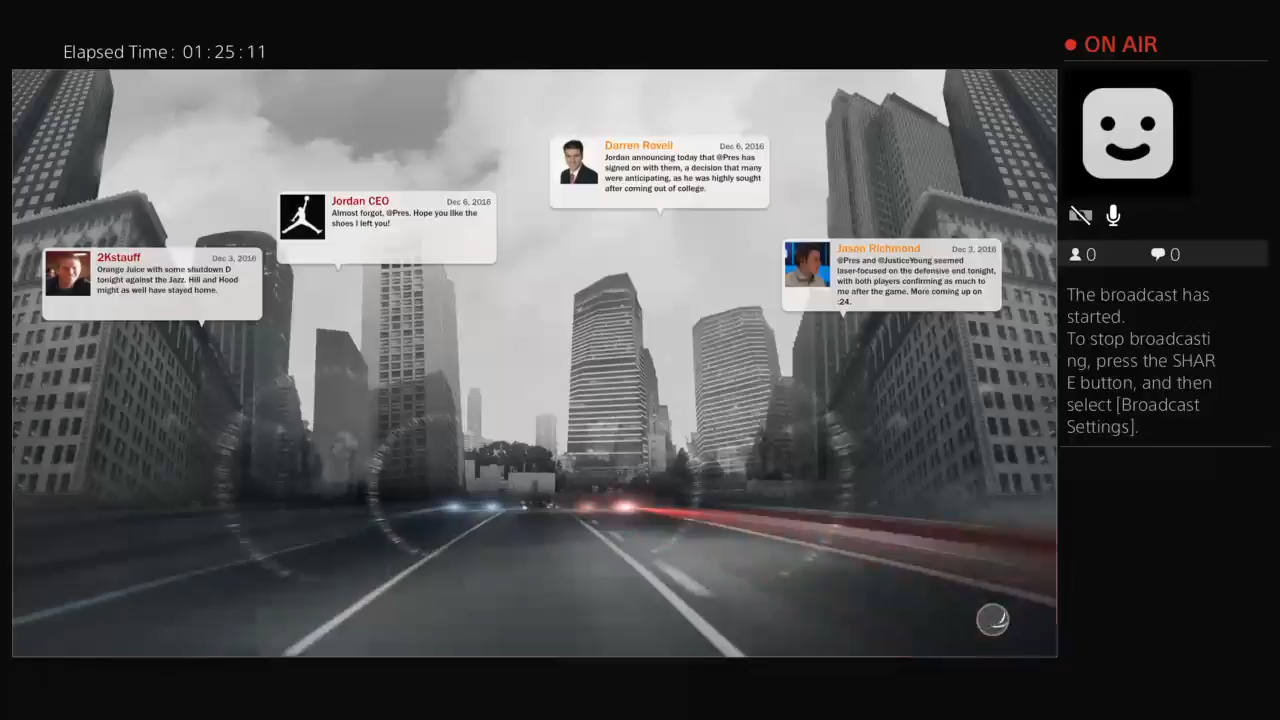 Elapsed Time: 01:25:11
ON AIR
Darren Rovell Dec 6, 2016
Jordan announcing today that @Pres has
signed on with them, a decision that many
were anticipating, as he was highly sought
after coming out of college.
Jordan CEO Dec 6, 2016
Almost forgot, @Pres. Hope you like the
shoes I left you!
2Kstauff Dec 3, 2016
Orange Juice with some shutdown D
tonight against the Jazz. Hill and Hood
might as well have stayed home.
Jason Richmond Dec 3, 2016
@Pres and @JusticeYoung seemed
laser-focused on the defensive end tonight,
with both players confirming as much to
me after the game. More coming up on
:24.
0 0
The broadcast has
started.
To stop broadcasti
ng, press the SHAR
E button, and then
select [Broadcast
Settings].